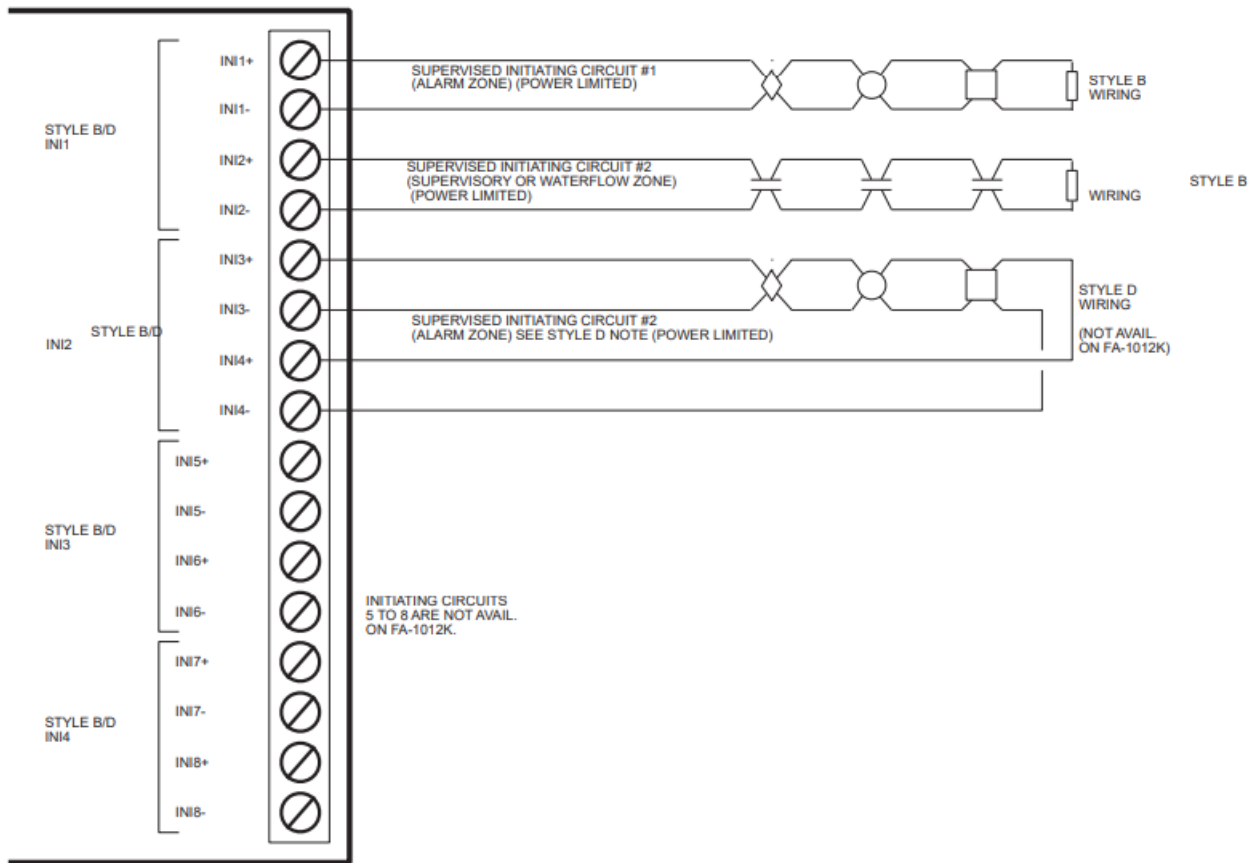 INI1+
SUPERVISED INITIATING CIRCUIT #1
(ALARM ZONE) (POWER LIMITED)
STYLE B
WIRING
INI1-
STYLE B/D
INI1
INI2+
SUPERVISED INITIATING CIRCUIT #2
(SUPERVISORY OR WATERFLOW ZONE)
(POWER LIMITED)
WIRING
STYLE B
INI2-
INI3+
INI3-
STYLE D
WIRING
(NOT AVAIL.
ON FA-1012K)
SUPERVISED INITIATING CIRCUIT #2
(ALARM ZONE) SEE STYLE D NOTE (POWER LIMITED)
STYLE B/D
INI2
INI4+
INI4-
INI5+
INI5-
STYLE B/D
INI3
INI6+
INI6-
INITIATING CIRCUITS
5 TO 8 ARE NOT AVAIL.
ON FA-1012K.
INI7+
INI7-
STYLE B/D
INI4
INI8+
INI8-